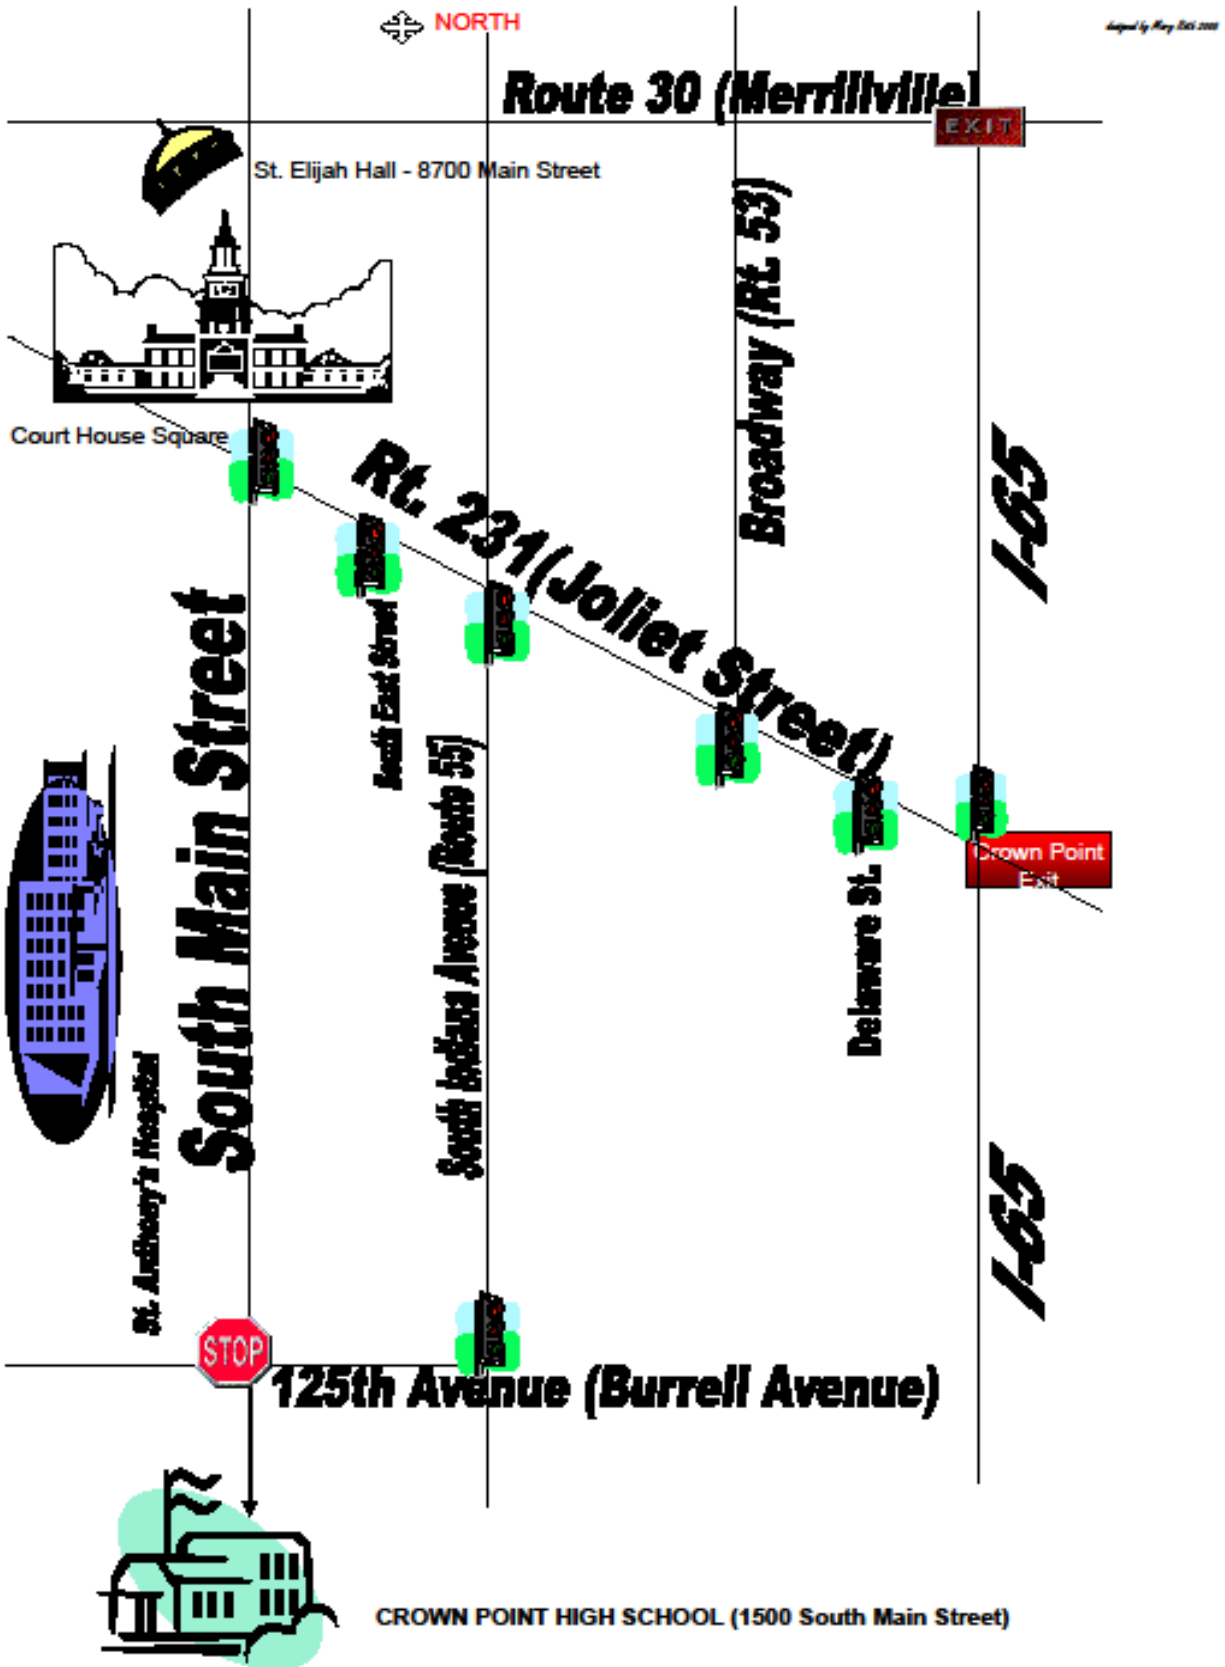 NORTH
Route 30 (Merrillville)
EXIT
St. Elijah Hall - 8700 Main Street
Broadway (Rt. 53)
Court House Square
Rt. 231(Joliet Street)
I-65
South Main Street
South East Street
South Indiana Avenue (Route 55)
Crown Point
Exit
Delaware St.
St. Anthony's Hospital
I-65
STOP
125th Avenue (Burrell Avenue)
CROWN POINT HIGH SCHOOL (1500 South Main Street)